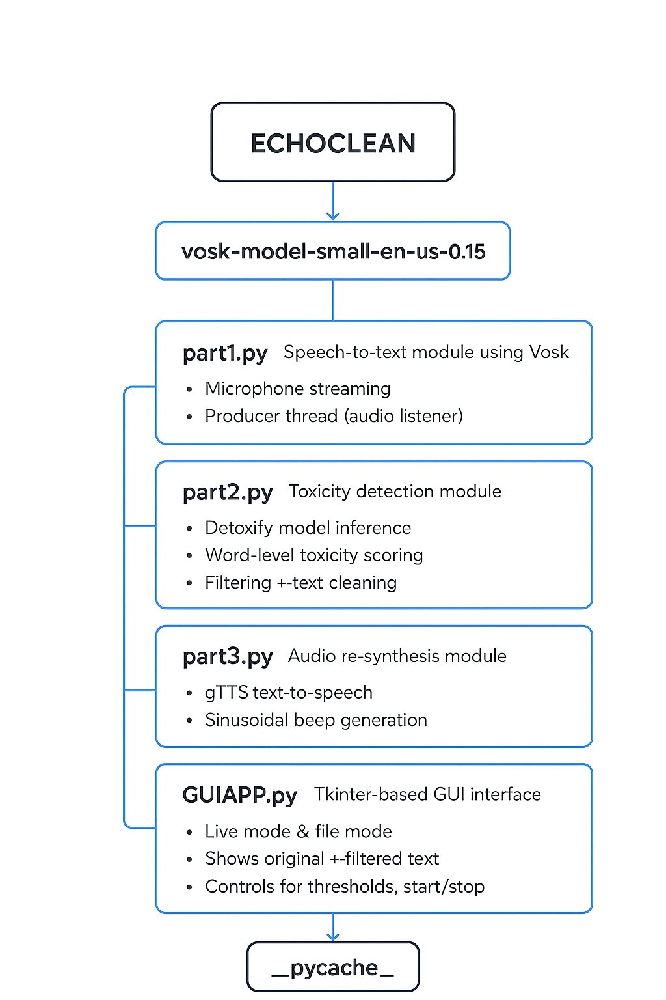 ECHOCLEAN
vosk-model-small-en-us-0.15
part1.py Speech-to-text module using Vosk
• Microphone streaming
• Producer thread (audio listener)
part2.py Toxicity detection module
• Detoxify model inference
• Word-level toxicity scoring
• Filtering +-text cleaning
part3.py Audio re-synthesis module
• gTTS text-to-speech
• Sinusoidal beep generation
GUIAPP.py Tkinter-based GUI interface
• Live mode & file mode
• Shows original +-filtered text
• Controls for thresholds, start/stop
__pycache_